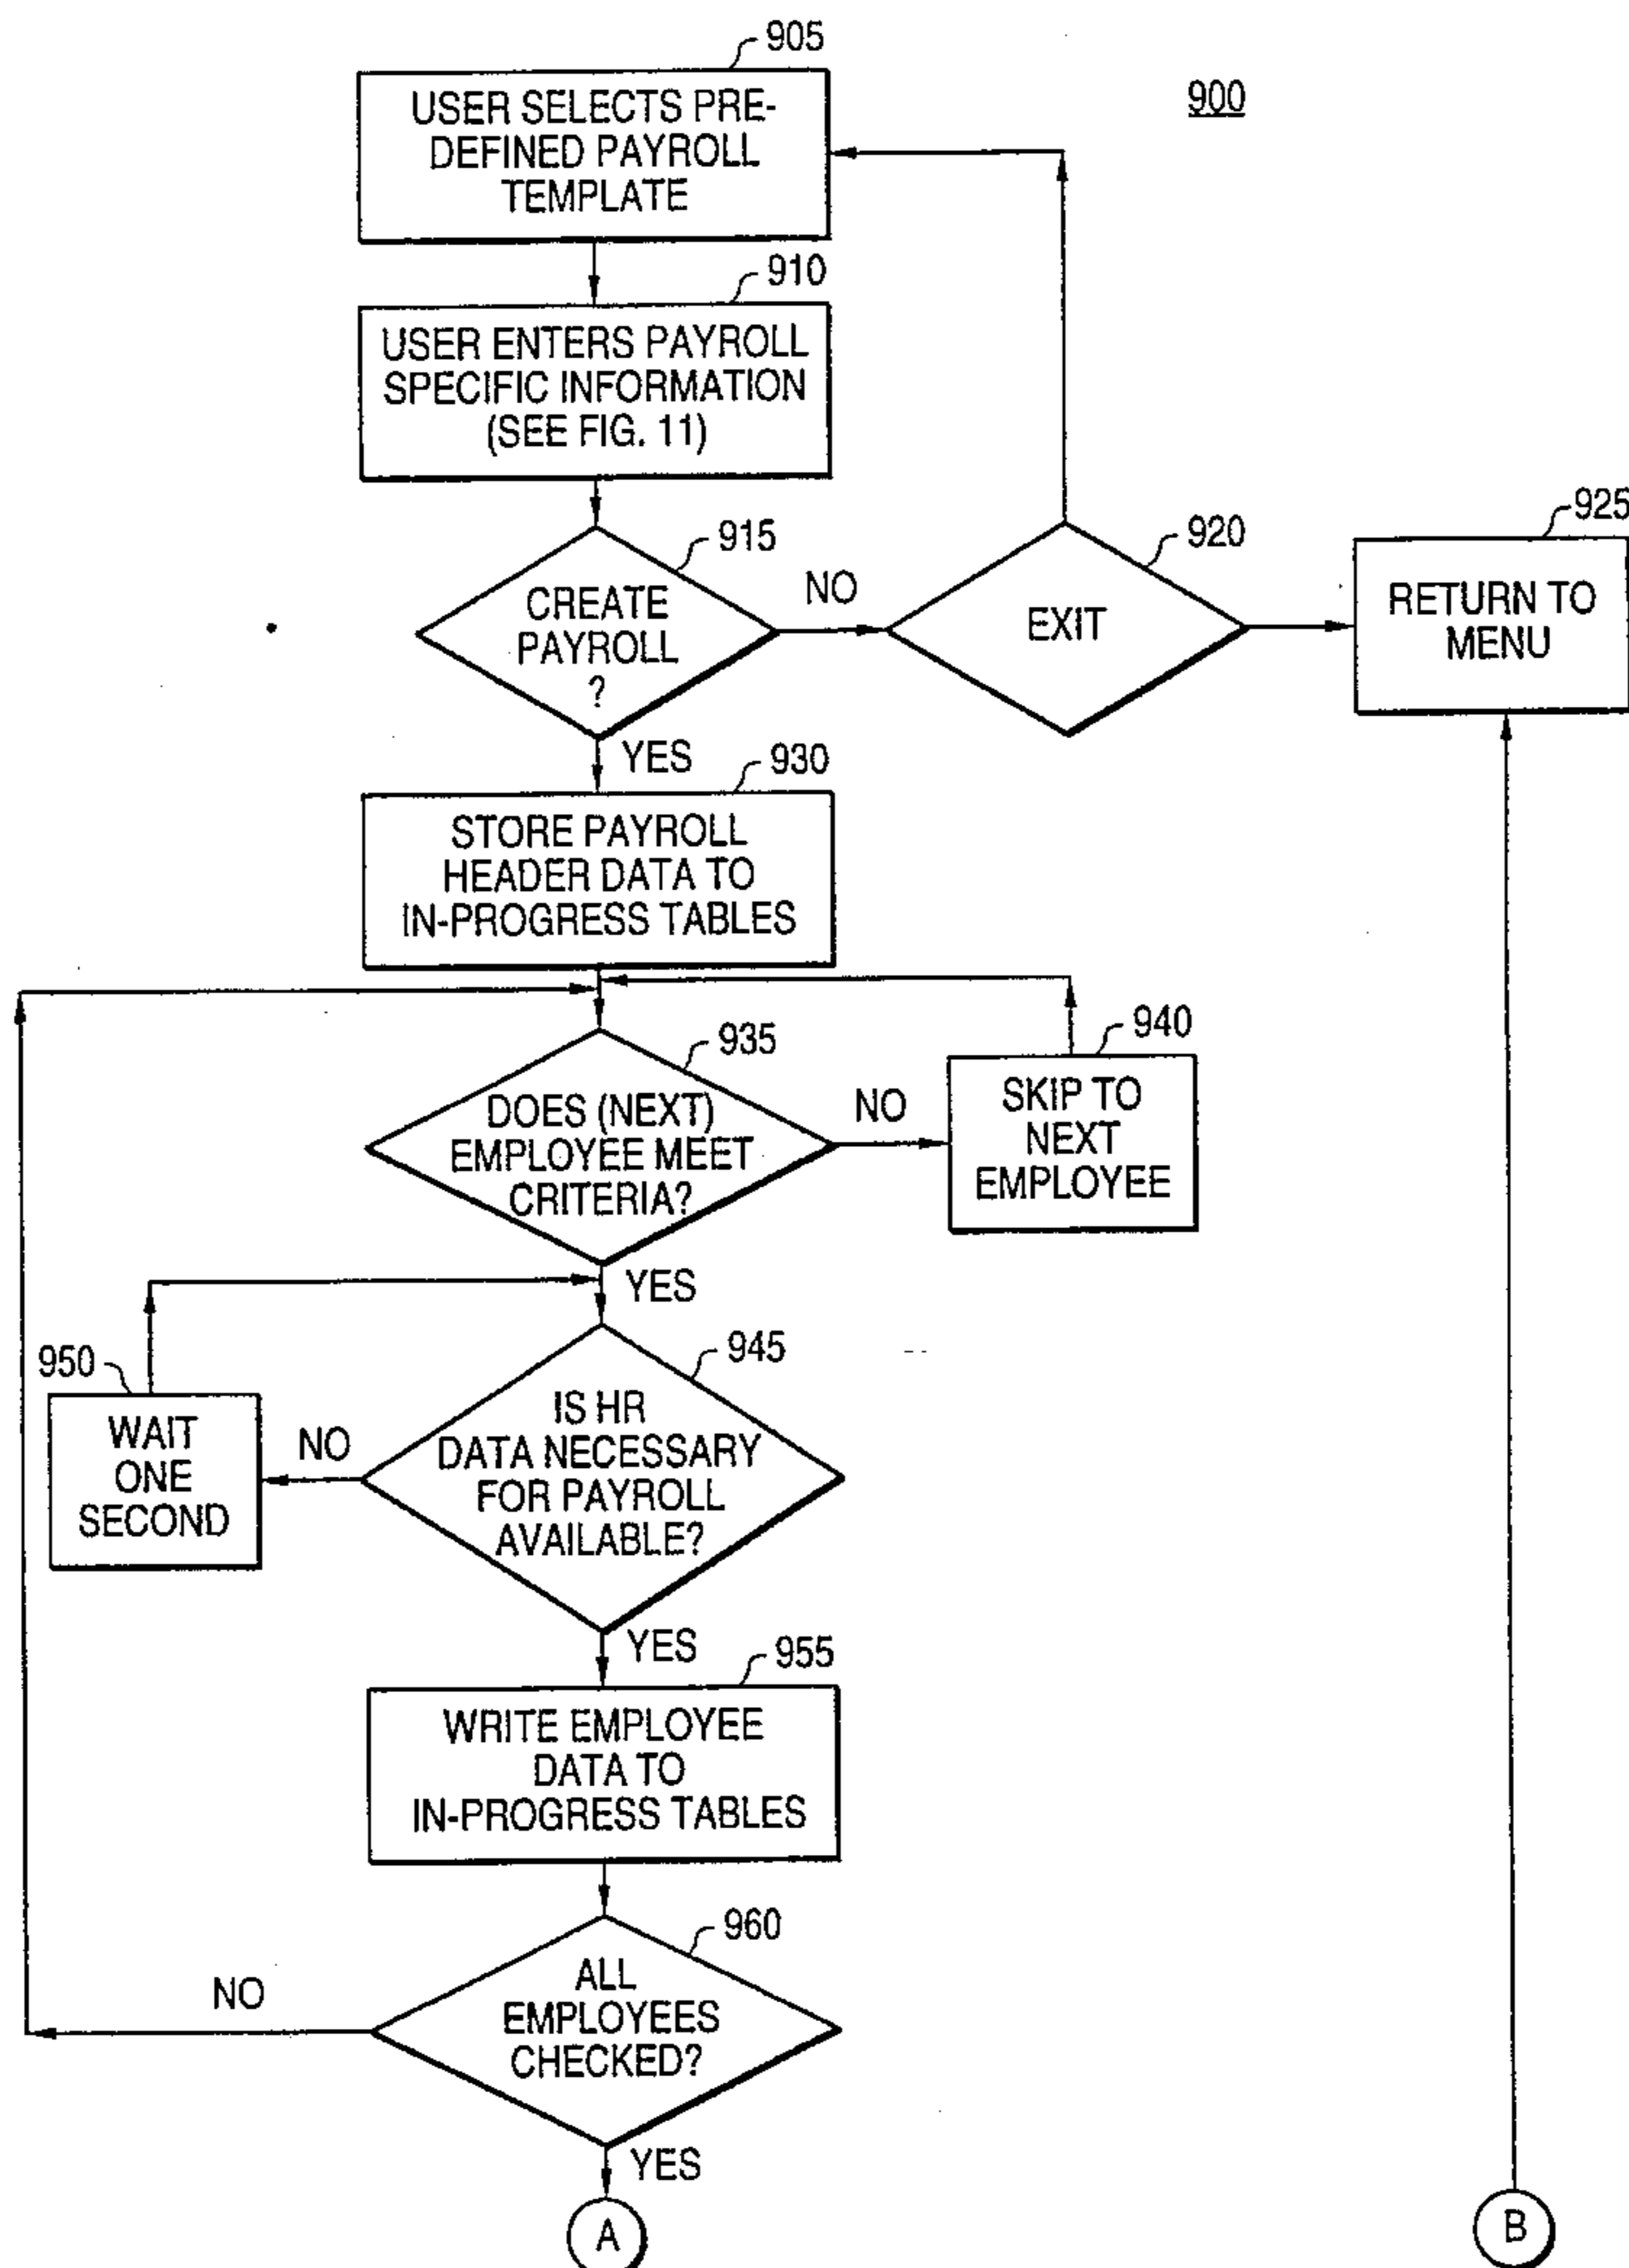 905
USER SELECTS PRE-
DEFINED PAYROLL
TEMPLATE
900
910
USER ENTERS PAYROLL
SPECIFIC INFORMATION
(SEE FIG. 11)
915
CREATE
PAYROLL
?
NO
920
EXIT
925
RETURN TO
MENU
YES
930
STORE PAYROLL
HEADER DATA TO
IN-PROGRESS TABLES
935
DOES (NEXT)
EMPLOYEE MEET
CRITERIA?
NO
940
SKIP TO
NEXT
EMPLOYEE
YES
945
IS HR
DATA NECESSARY
FOR PAYROLL
AVAILABLE?
NO
950
WAIT
ONE
SECOND
YES
955
WRITE EMPLOYEE
DATA TO
IN-PROGRESS TABLES
960
ALL
EMPLOYEES
CHECKED?
NO
YES
A
B